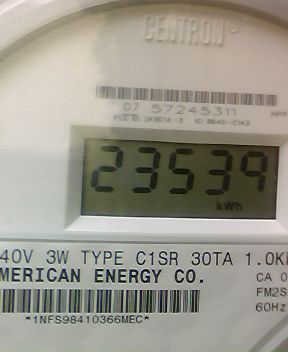 CENTRON®
07 57245311
23539
kWh
40V 3W TYPE C1SR 30TA 1.0K
MERICAN ENERGY CO. CA 0
FM2S
60Hz
*1NFS98410366MEC*